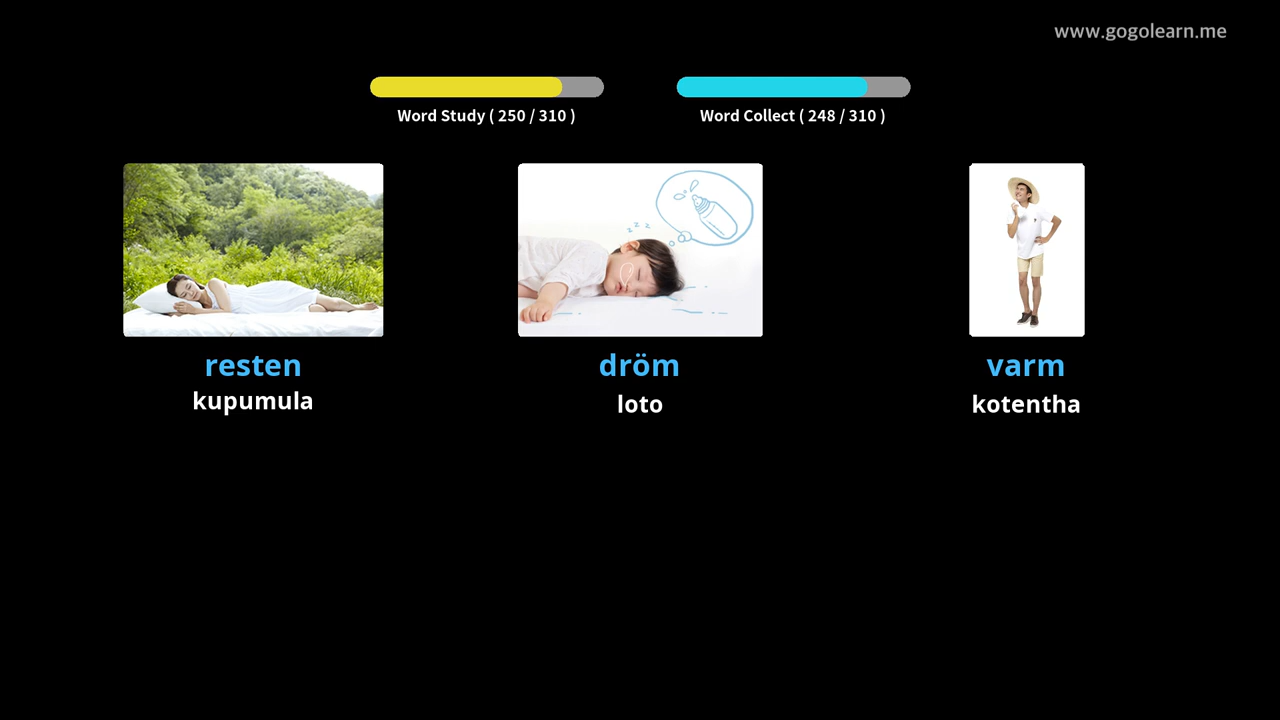 www.gogolearn.me
Word Study ( 250 / 310 )
Word Collect ( 248 / 310 )
resten
dröm
varm
kupumula
loto
kotentha